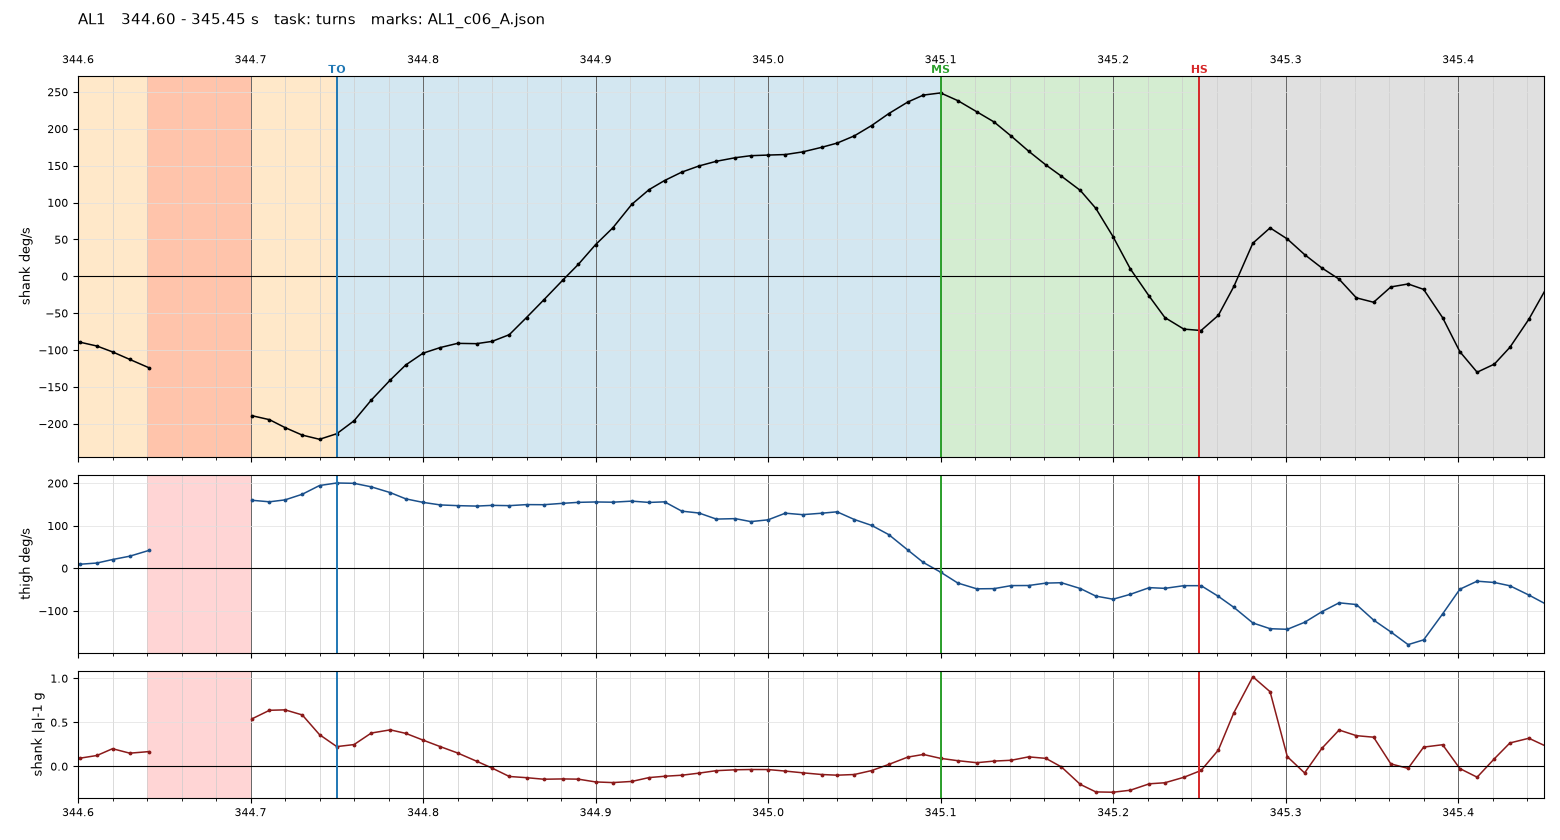 AL1   344.60 - 345.45 s   task: turns   marks: AL1_c06_A.json
344.6 344.7 344.8 344.9 345.0 345.1 345.2 345.3 345.4
TO MS HS
shank deg/s
250
200
150
100
50
0
−50
−100
−150
−200
thigh deg/s
200
100
0
−100
shank |a|-1 g
1.0
0.5
0.0
344.6 344.7 344.8 344.9 345.0 345.1 345.2 345.3 345.4